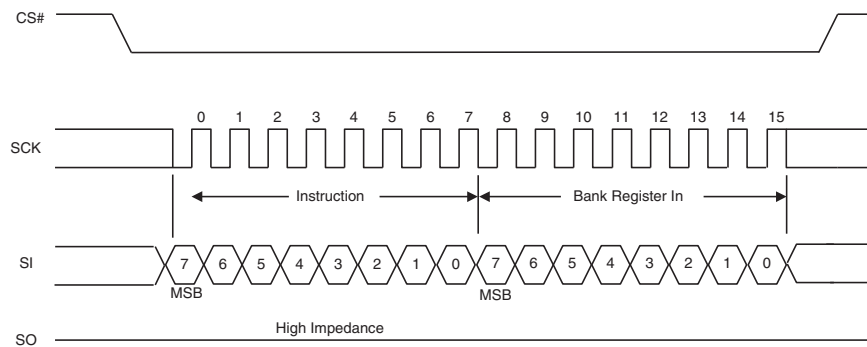 CS#
0 1 2 3 4 5 6 7 8 9 10 11 12 13 14 15
SCK
Instruction Bank Register In
SI 7 6 5 4 3 2 1 0 7 6 5 4 3 2 1 0
MSB MSB
High Impedance
SO